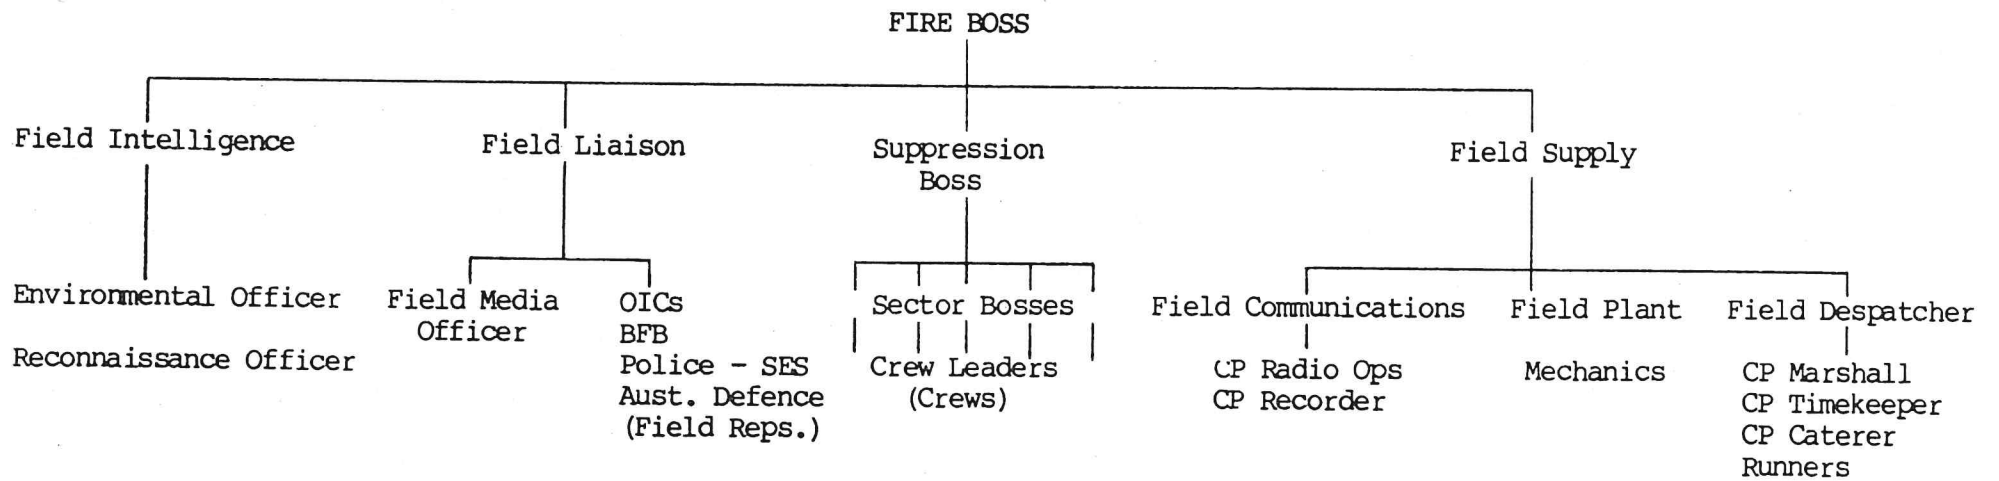 FIRE BOSS
Field Intelligence
Field Liaison
Suppression
Boss
Field Supply
Environmental Officer
Reconnaissance Officer
Field Media
Officer
OICs
BFB
Police - SES
Aust. Defence
(Field Reps.)
Sector Bosses
Crew Leaders
(Crews)
Field Communications
CP Radio Ops
CP Recorder
Field Plant
Mechanics
Field Despatcher
CP Marshall
CP Timekeeper
CP Caterer
Runners